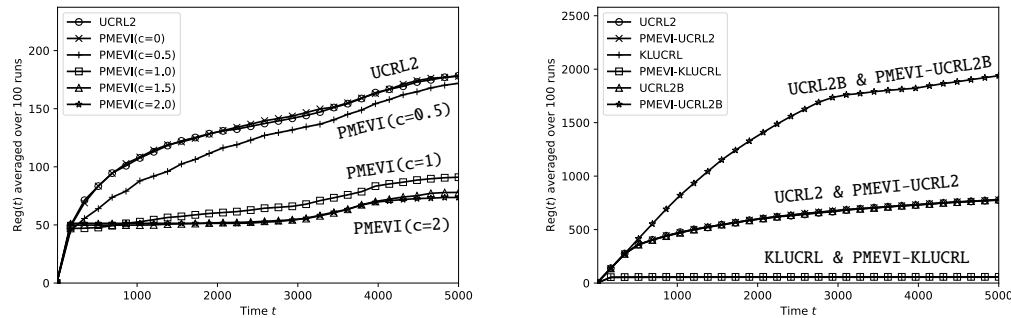 UCRL2
PMEVI(c=0)
PMEVI(c=0.5)
PMEVI(c=1.0)
PMEVI(c=1.5)
PMEVI(c=2.0)
UCRL2
PMEVI(c=0.5)
PMEVI(c=1)
PMEVI(c=2)
Reg(t) averaged over 100 runs
200
150
100
50
0
1000 2000 3000 4000 5000
Time t
UCRL2
PMEVI-UCRL2
KLUCRL
PMEVI-KLUCRL
UCRL2B
PMEVI-UCRL2B
UCRL2B & PMEVI-UCRL2B
UCRL2 & PMEVI-UCRL2
KLUCRL & PMEVI-KLUCRL
Reg(t) averaged over 100 runs
2500
2000
1500
1000
500
0
1000 2000 3000 4000 5000
Time t